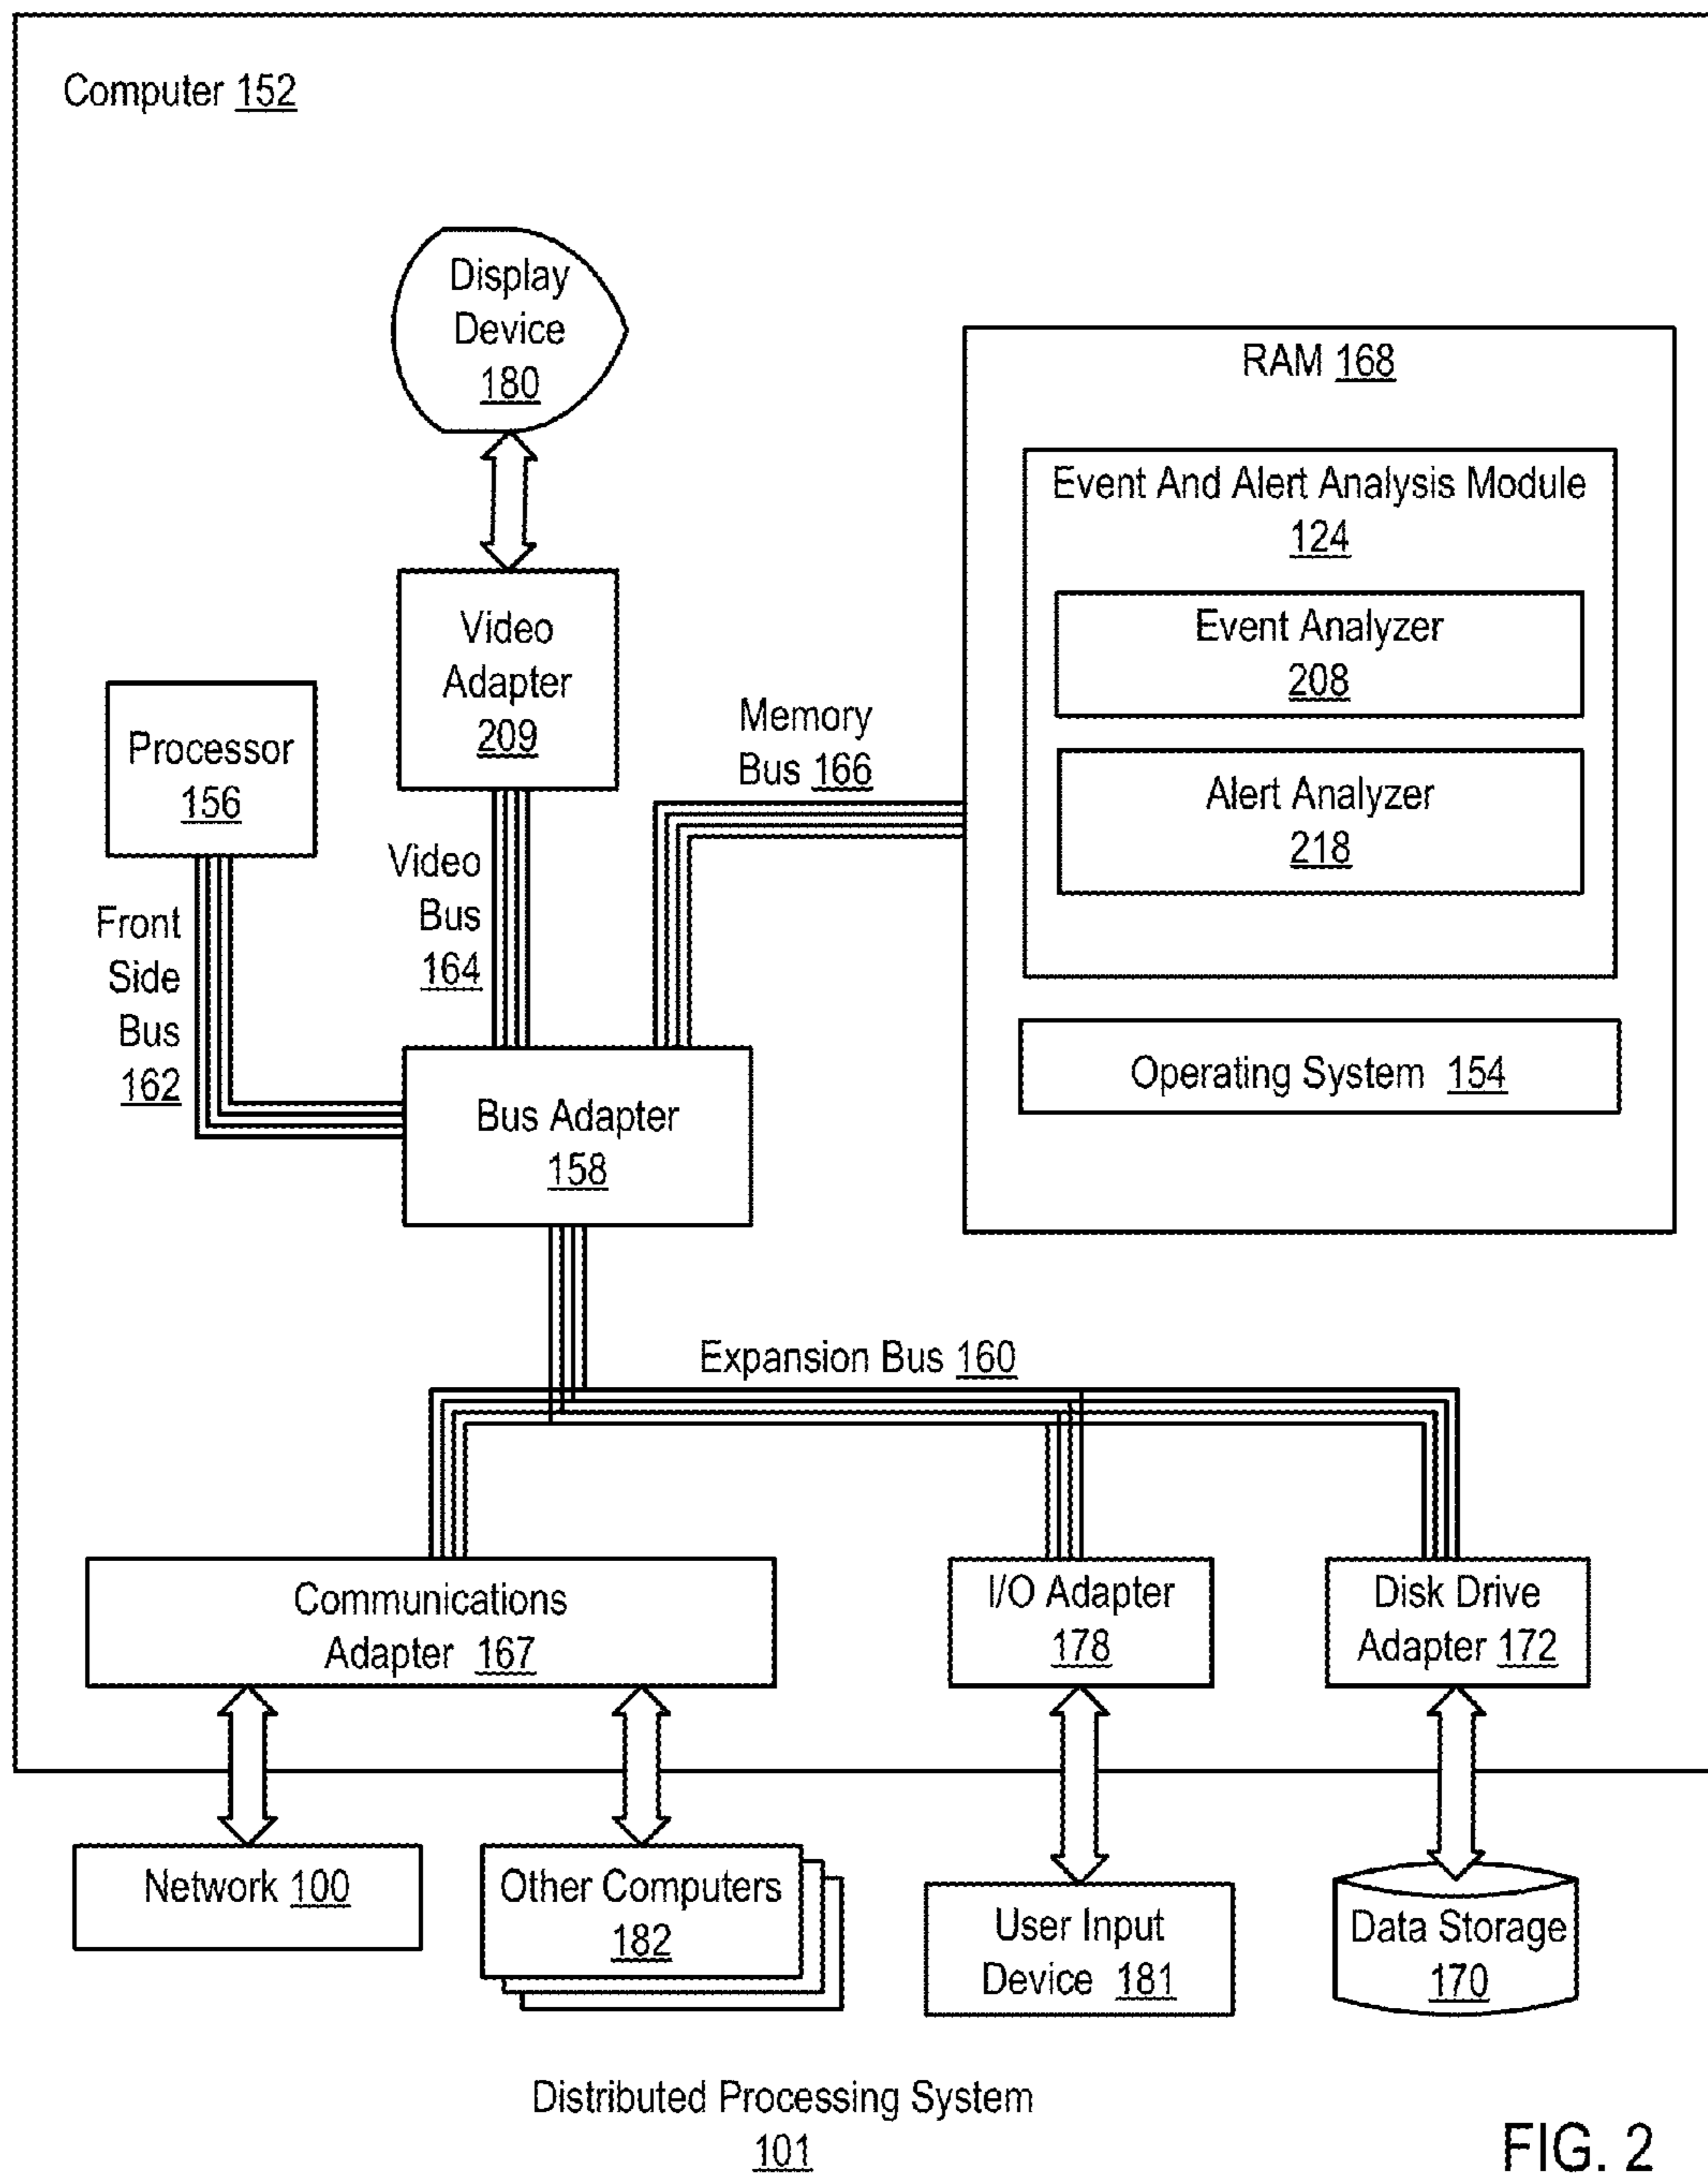 Computer 152
Display
Device
180
RAM 168
Event And Alert Analysis Module
124
Event Analyzer
208
Alert Analyzer
218
Operating System 154
Video
Adapter
209
Processor
156
Memory
Bus 166
Video
Bus
164
Front
Side
Bus
162
Bus Adapter
158
Expansion Bus 160
Communications
Adapter 167
I/O Adapter
178
Disk Drive
Adapter 172
Network 100
Other Computers
182
User Input
Device 181
Data Storage
170
Distributed Processing System
101
FIG. 2